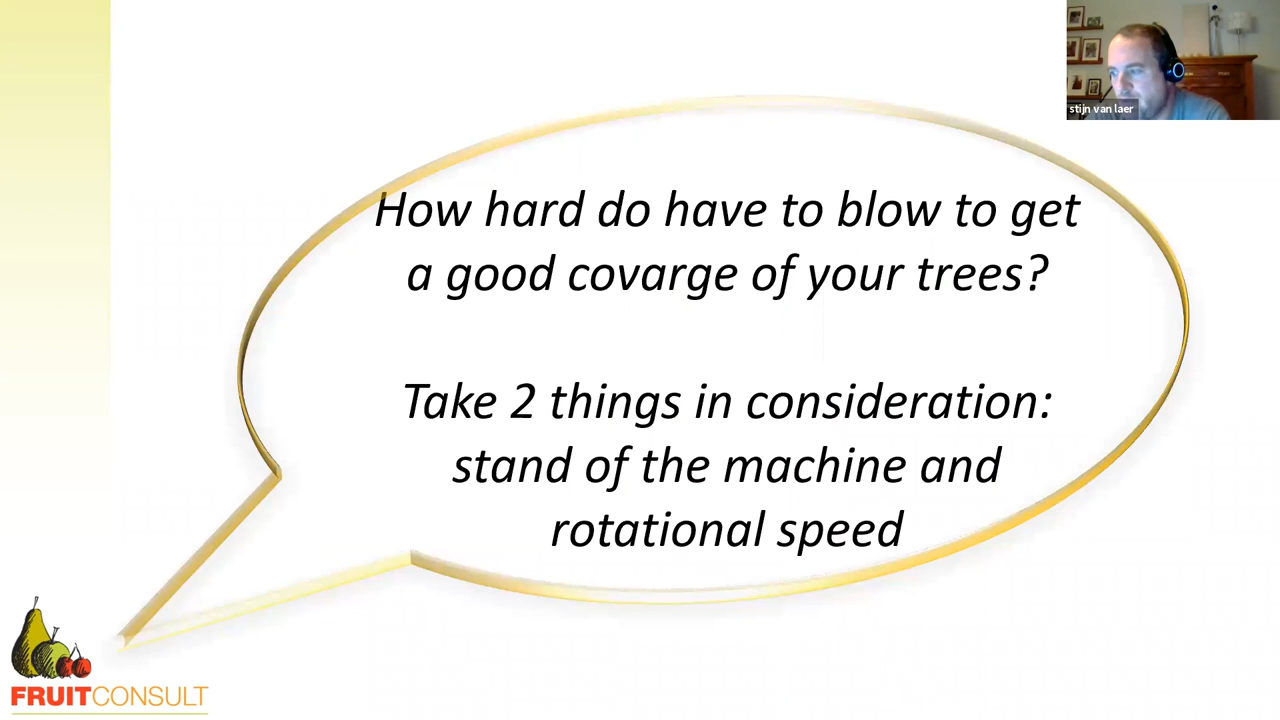 stijn van laer
How hard do have to blow to get
a good covarge of your trees?
Take 2 things in consideration:
stand of the machine and
rotational speed
FRUITCONSULT